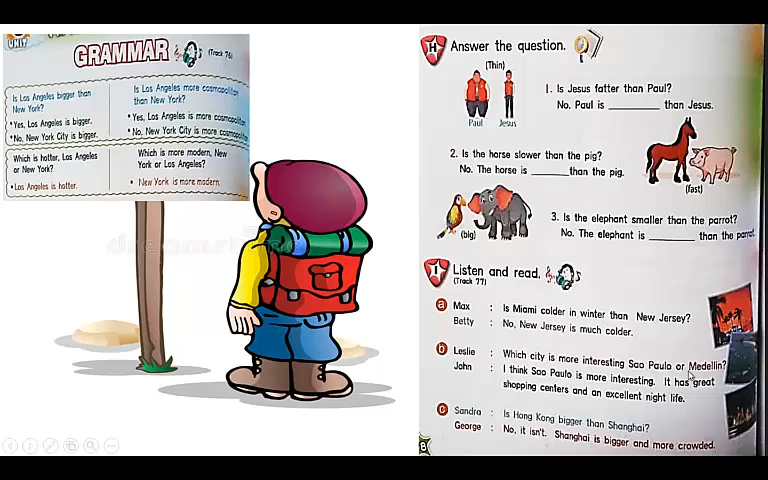 UNIT
GRAMMAR
(Track 76)
Is Los Angeles bigger than
New York?
• Yes, Los Angeles is bigger.
• No, New York City is bigger.
Is Los Angeles more cosmopolitan
than New York?
• Yes, Los Angeles is more cosmopolitan
• No, New York City is more cosmopolitan
Which is hotter, Los Angeles
or New York?
• Los Angeles is hotter.
Which is more modern, New
York or Los Angeles?
• New York is more modern.
dreamstime
H Answer the question.
(Thin)
Paul Jesus
1. Is Jesus fatter than Paul?
No. Paul is ________ than Jesus.
2. Is the horse slower than the pig?
No. The horse is ______than the pig.
(fast)
(big)
3. Is the elephant smaller than the parrot?
No. The elephant is ________ than the parrot
I Listen and read.
(Track 77)
a Max : Is Miami colder in winter than New Jersey?
Betty : No, New Jersey is much colder.
b Leslie : Which city is more interesting Sao Paulo or Medellin?
John : I think Sao Paulo is more interesting. It has great
shopping centers and an excellent night life.
c Sandra : Is Hong Kong bigger than Shanghai?
George : No, it isn't. Shanghai is bigger and more crowded.
8